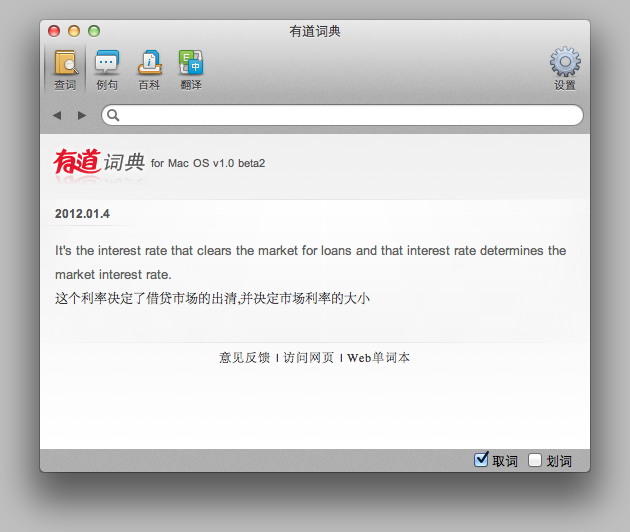 有道词典
查词 例句 百科 翻译 设置
有道词典 for Mac OS v1.0 beta2
2012.01.4
It's the interest rate that clears the market for loans and that interest rate determines the
market interest rate.
这个利率决定了借贷市场的出清,并决定市场利率的大小
意见反馈 | 访问网页 | Web单词本
取词 划词